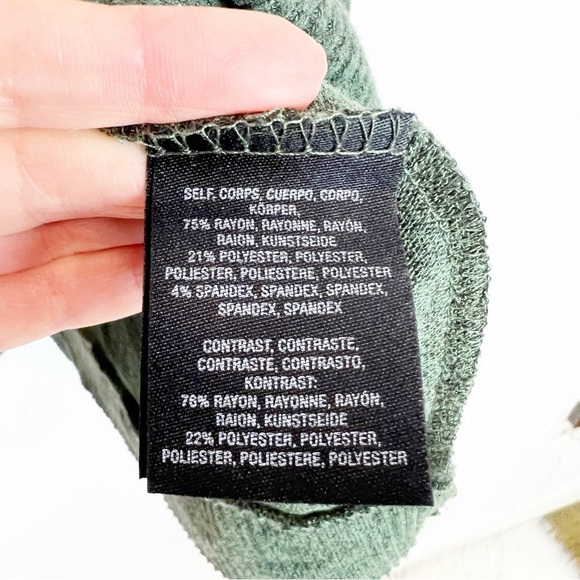 SELF, CORPS, CUERPO, CORPO,
KÖRPER,
75% RAYON, RAYONNE, RAYÓN,
RAION, KUNSTSEIDE
21% POLYESTER, POLYESTER,
POLIESTER, POLIESTERE, POLYESTER
4% SPANDEX, SPANDEX, SPANDEX,
SPANDEX, SPANDEX
CONTRAST, CONTRASTE,
CONTRASTE, CONTRASTO,
KONTRAST:
78% RAYON, RAYONNE, RAYÓN,
RAION, KUNSTSEIDE
22% POLYESTER, POLYESTER,
POLIESTER, POLIESTERE, POLYESTER